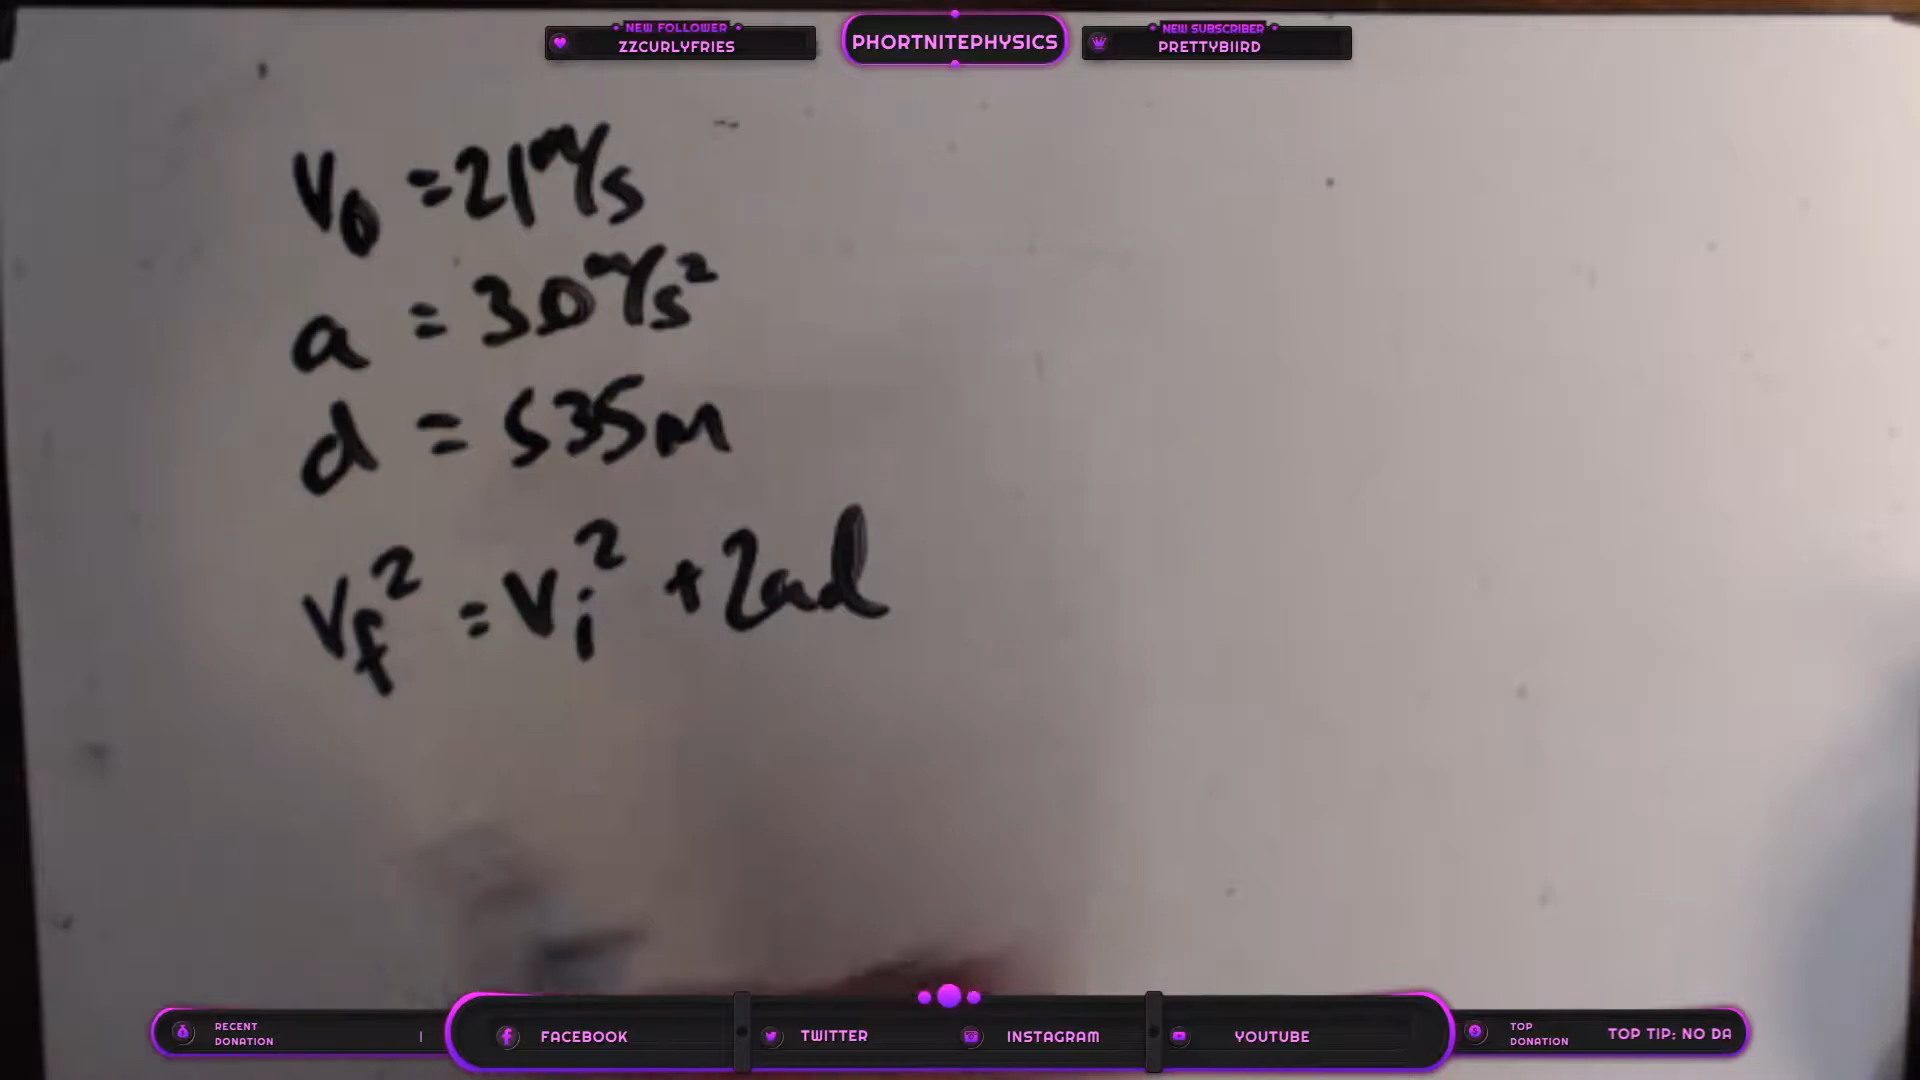 NEW FOLLOWER
ZZCURLYFRIES
PHORTNITEPHYSICS
NEW SUBSCRIBER
PRETTYBIIRD
V₀ = 21 m/s
a = 30 m/s²
d = 535m
Vf² = Vi² + 2ad
RECENT
DONATION
FACEBOOK
TWITTER
INSTAGRAM
YOUTUBE
TOP
DONATION
TOP TIP: NO DA